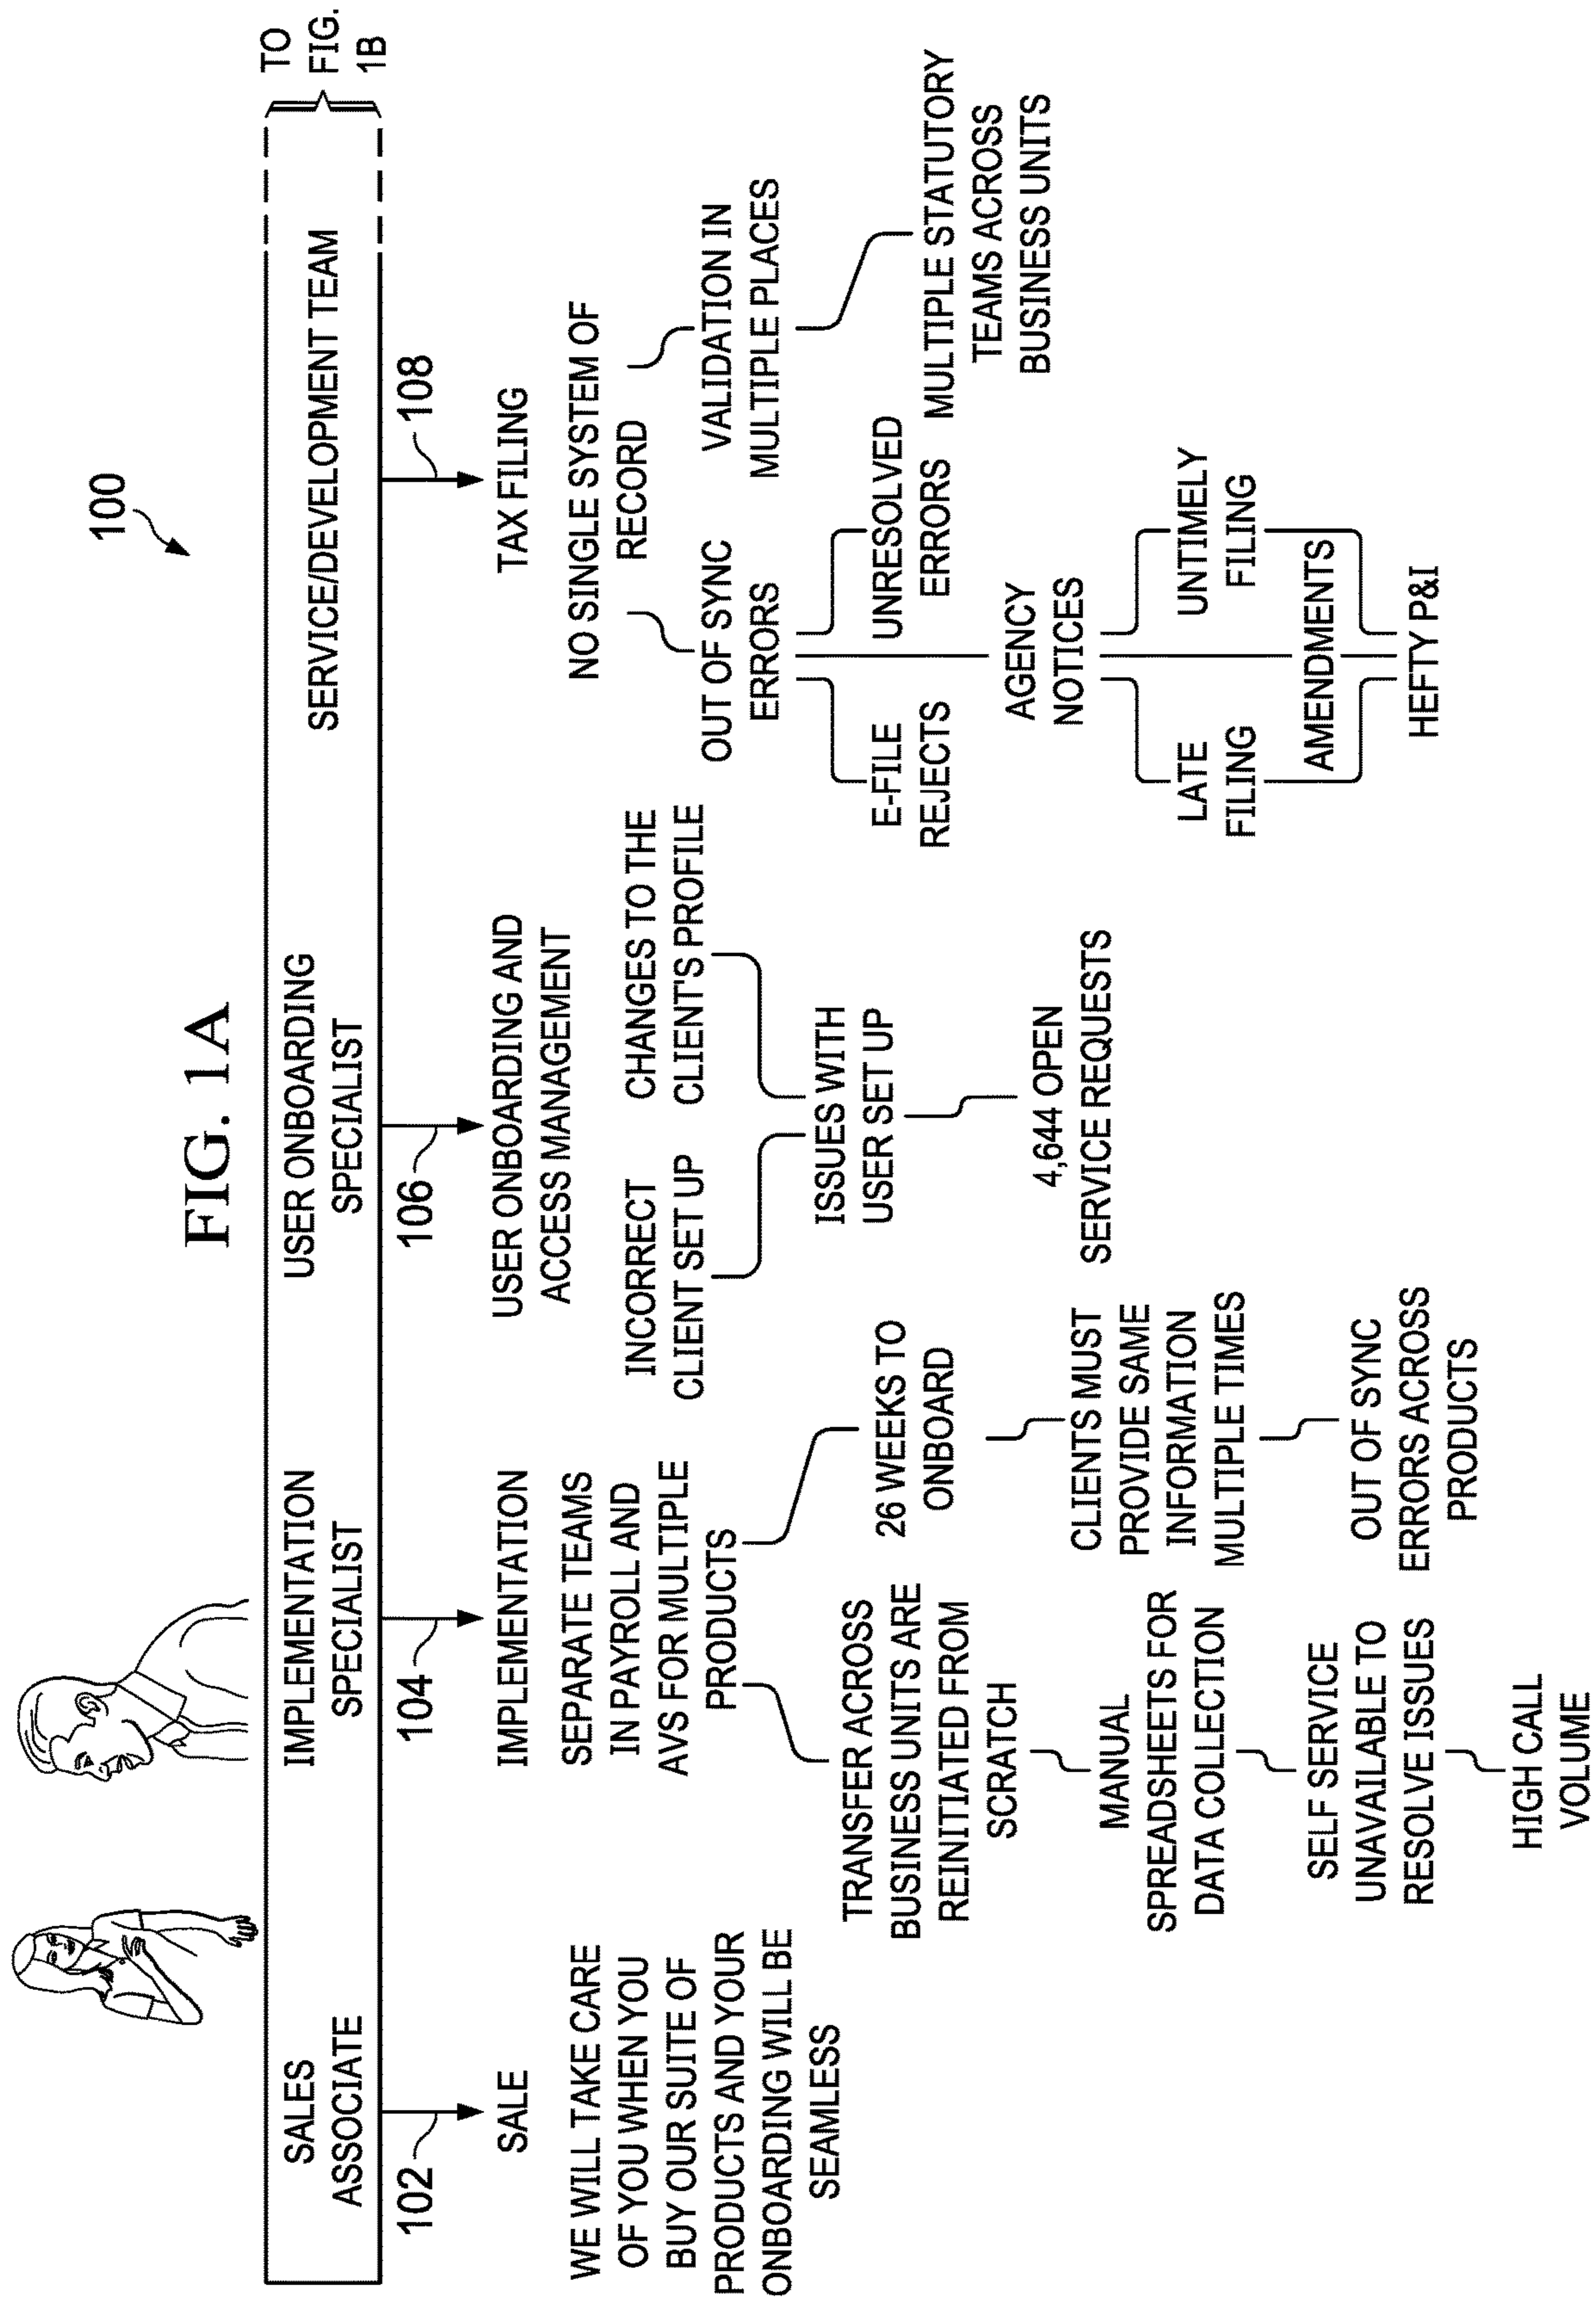 FIG. 1A
100
TO
FIG.
1B
SALES
ASSOCIATE
IMPLEMENTATION
SPECIALIST
USER ONBOARDING
SPECIALIST
SERVICE/DEVELOPMENT TEAM
102
SALE
WE WILL TAKE CARE
OF YOU WHEN YOU
BUY OUR SUITE OF
PRODUCTS AND YOUR
ONBOARDING WILL BE
SEAMLESS
104
IMPLEMENTATION
SEPARATE TEAMS
IN PAYROLL AND
AVS FOR MULTIPLE
PRODUCTS
TRANSFER ACROSS
BUSINESS UNITS ARE
REINITIATED FROM
SCRATCH
MANUAL
SPREADSHEETS FOR
DATA COLLECTION
SELF SERVICE
UNAVAILABLE TO
RESOLVE ISSUES
HIGH CALL
VOLUME
26 WEEKS TO
ONBOARD
CLIENTS MUST
PROVIDE SAME
INFORMATION
MULTIPLE TIMES
OUT OF SYNC
ERRORS ACROSS
PRODUCTS
106
USER ONBOARDING AND
ACCESS MANAGEMENT
INCORRECT
CLIENT SET UP
CHANGES TO THE
CLIENT'S PROFILE
ISSUES WITH
USER SET UP
4,644 OPEN
SERVICE REQUESTS
108
TAX FILING
NO SINGLE SYSTEM OF
RECORD
OUT OF SYNC
ERRORS
VALIDATION IN
MULTIPLE PLACES
E-FILE
REJECTS
UNRESOLVED
ERRORS
MULTIPLE STATUTORY
TEAMS ACROSS
BUSINESS UNITS
AGENCY
NOTICES
LATE
FILING
UNTIMELY
FILING
AMENDMENTS
HEFTY P&I